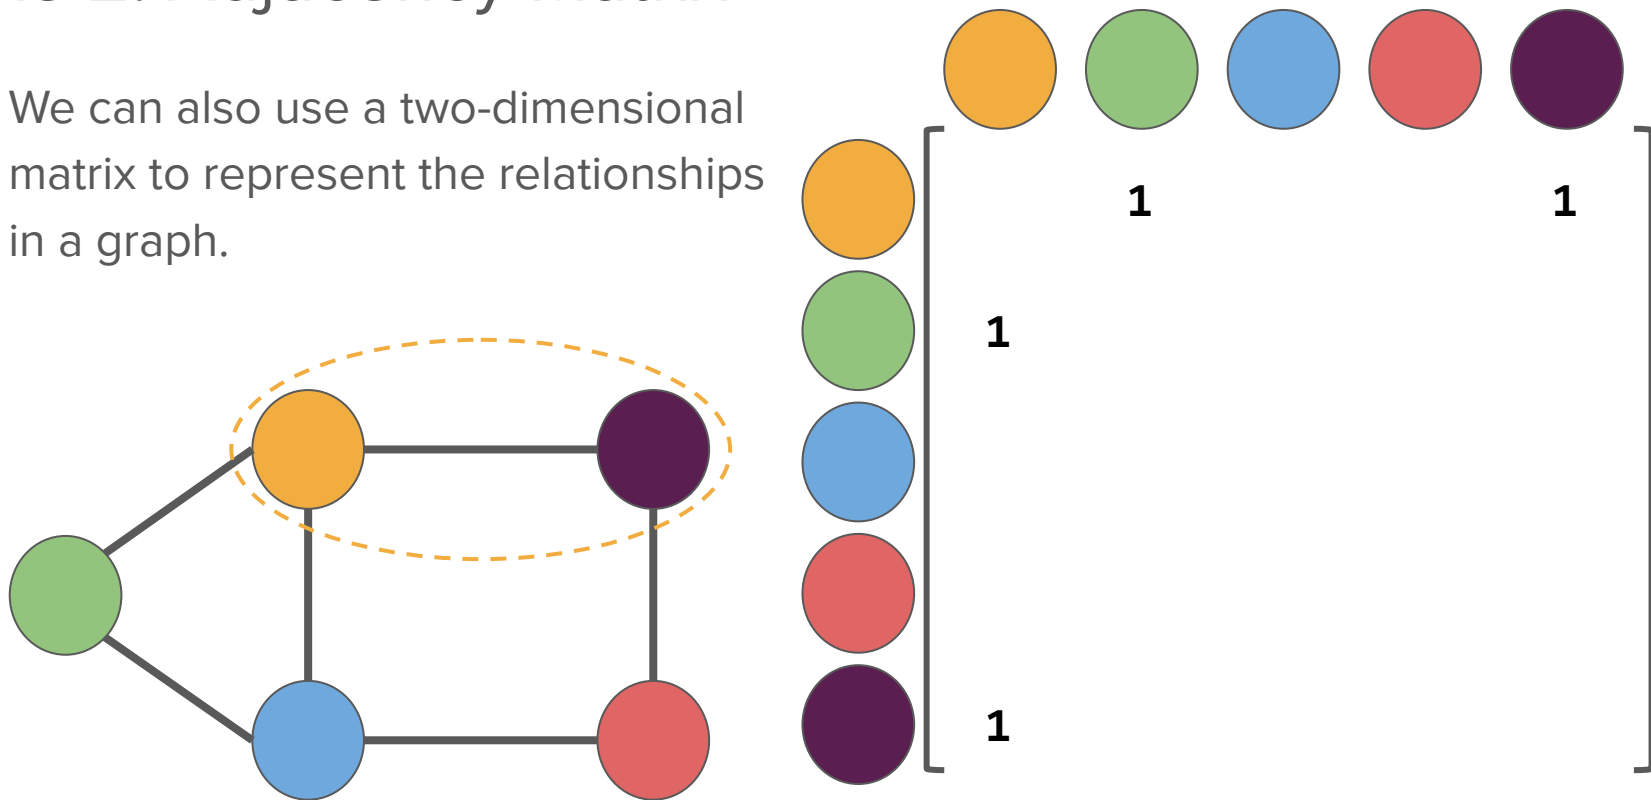 We can also use a two-dimensional
matrix to represent the relationships
in a graph.
1 1
1
1